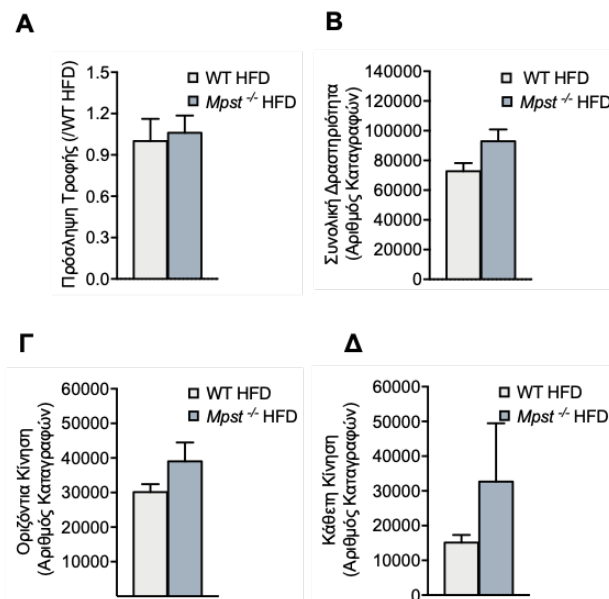 Α
Πρόσληψη Τροφής (/WT HFD)
1.5
1.2
0.9
0.6
0.3
0.0
WT HFD
Mpst -/- HFD
Β
Συνολική Δραστηριότητα
(Αριθμός Καταγραφών)
140000
120000
100000
80000
60000
40000
20000
0
WT HFD
Mpst -/- HFD
Γ
Οριζόντια Κίνηση
(Αριθμός Καταγραφών)
60000
50000
40000
30000
20000
10000
WT HFD
Mpst -/- HFD
Δ
Κάθετη Κίνηση
(Αριθμός Καταγραφών)
60000
50000
40000
30000
20000
10000
0
WT HFD
Mpst -/- HFD